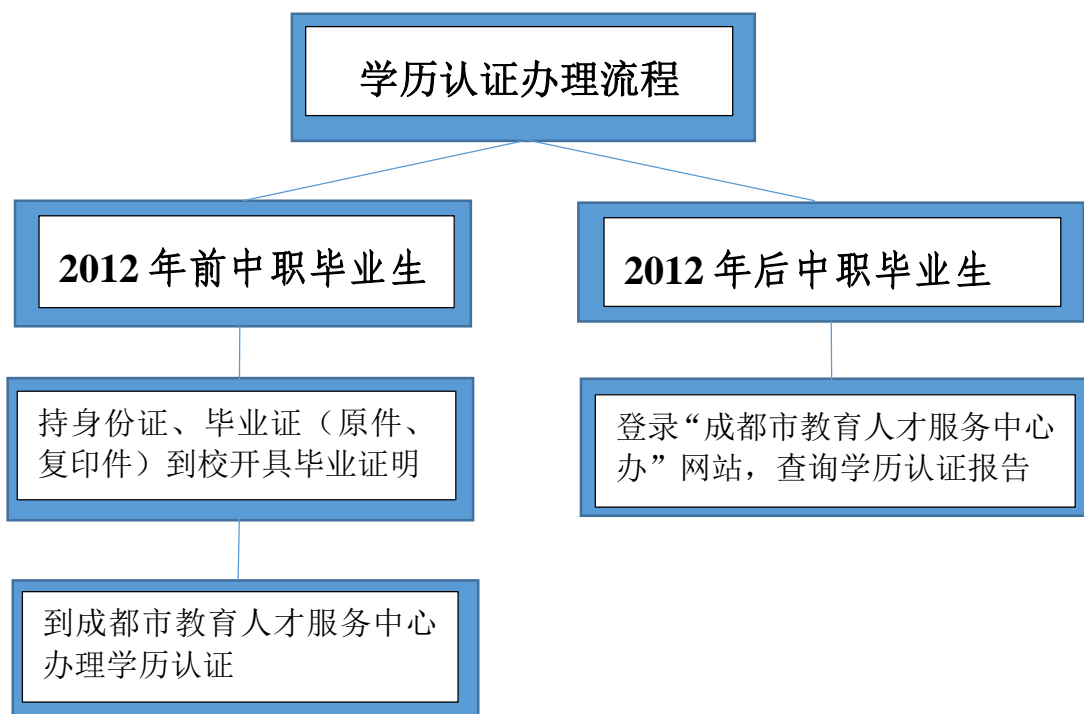 学历认证办理流程
2012年前中职毕业生
持身份证、毕业证（原件、
复印件）到校开具毕业证明
到成都市教育人才服务中心
办理学历认证
2012年后中职毕业生
登录“成都市教育人才服务中心
办”网站，查询学历认证报告